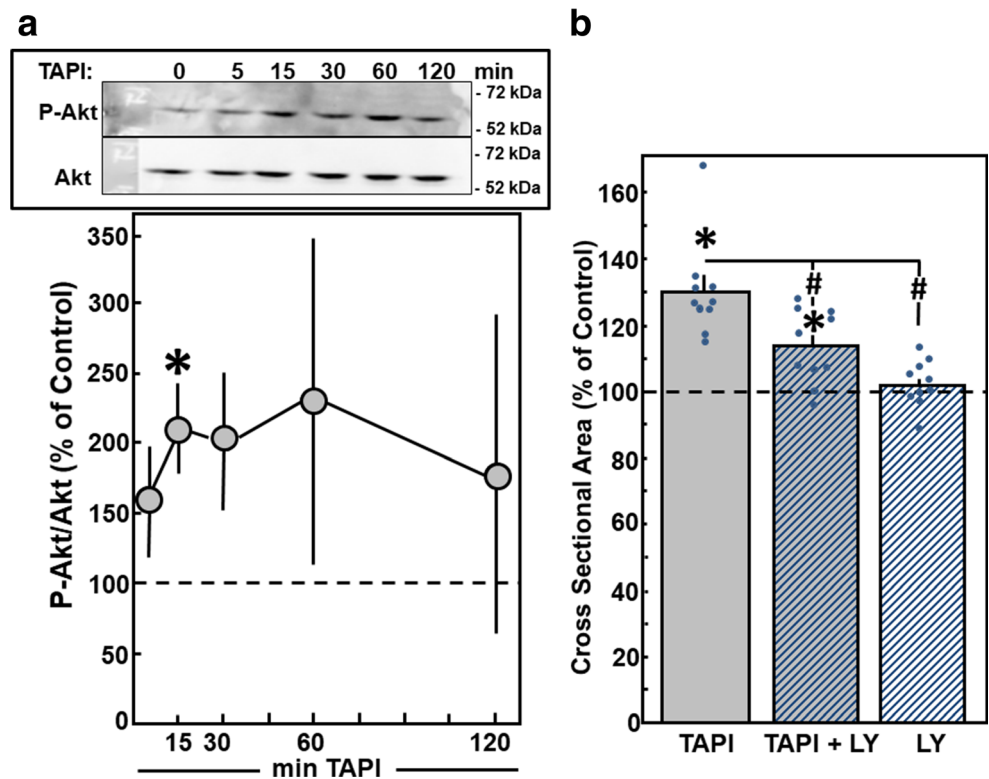 a
TAPI: 0 5 15 30 60 120 min
P-Akt
- 72 kDa
- 52 kDa
Akt
- 72 kDa
- 52 kDa
P-Akt/Akt (% of Control)
350
300
250
200
150
100
50
0
*
15 30 60 120
min TAPI
b
Cross Sectional Area (% of Control)
160
140
120
100
80
60
40
20
0
*
#
*
#
TAPI TAPI + LY LY